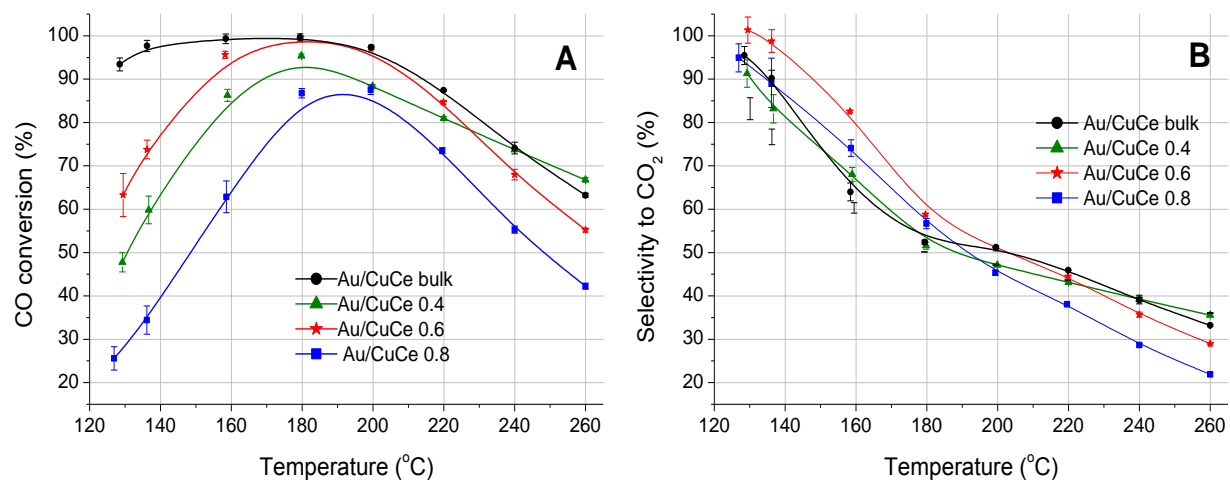 A
CO conversion (%)
100
90
80
70
60
50
40
30
20
Au/CuCe bulk
Au/CuCe 0.4
Au/CuCe 0.6
Au/CuCe 0.8
120 140 160 180 200 220 240 260
Temperature (°C)
B
Selectivity to CO₂ (%)
100
90
80
70
60
50
40
30
20
Au/CuCe bulk
Au/CuCe 0.4
Au/CuCe 0.6
Au/CuCe 0.8
120 140 160 180 200 220 240 260
Temperature (°C)